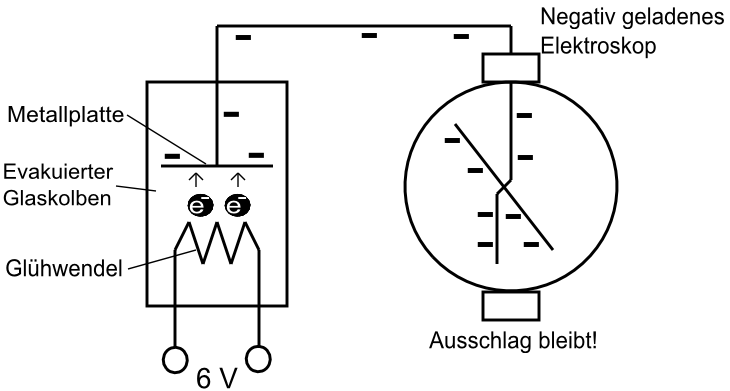 Negativ geladenes
Elektroskop
Metallplatte
Evakuierter
Glaskolben
e⁻ e⁻
Glühwendel
Ausschlag bleibt!
6 V